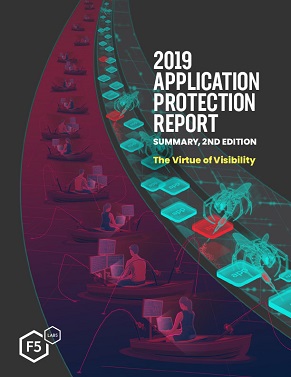 2019
APPLICATION
PROTECTION
REPORT
SUMMARY, 2ND EDITION
The Virtue of Visibility
F5
LABS